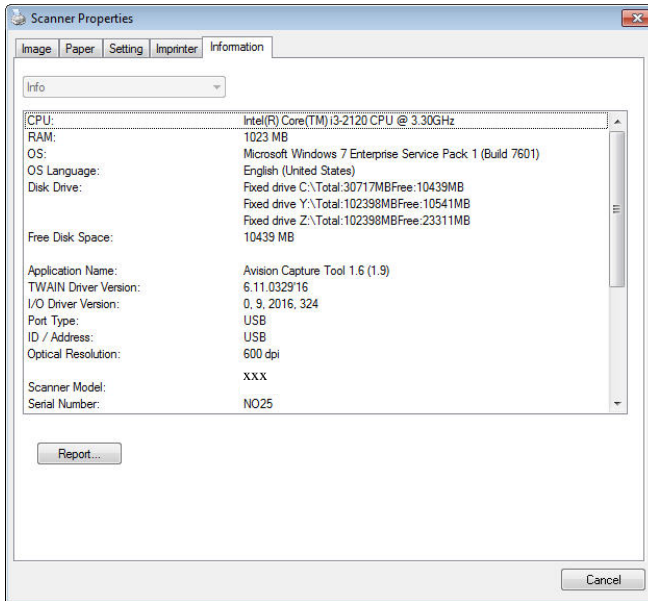 Scanner Properties
Image Paper Setting Imprinter Information
Info
CPU: Intel(R) Core(TM) i3-2120 CPU @ 3.30GHz
RAM: 1023 MB
OS: Microsoft Windows 7 Enterprise Service Pack 1 (Build 7601)
OS Language: English (United States)
Disk Drive: Fixed drive C:\Total:30717MBFree:10439MB
Fixed drive Y:\Total:102398MBFree:10541MB
Fixed drive Z:\Total:102398MBFree:23311MB
Free Disk Space: 10439 MB
Application Name: Avision Capture Tool 1.6 (1.9)
TWAIN Driver Version: 6.11.0329'16
I/O Driver Version: 0, 9, 2016, 324
Port Type: USB
ID / Address: USB
Optical Resolution: 600 dpi
xxx
Scanner Model:
Serial Number: NO25
Report...
Cancel